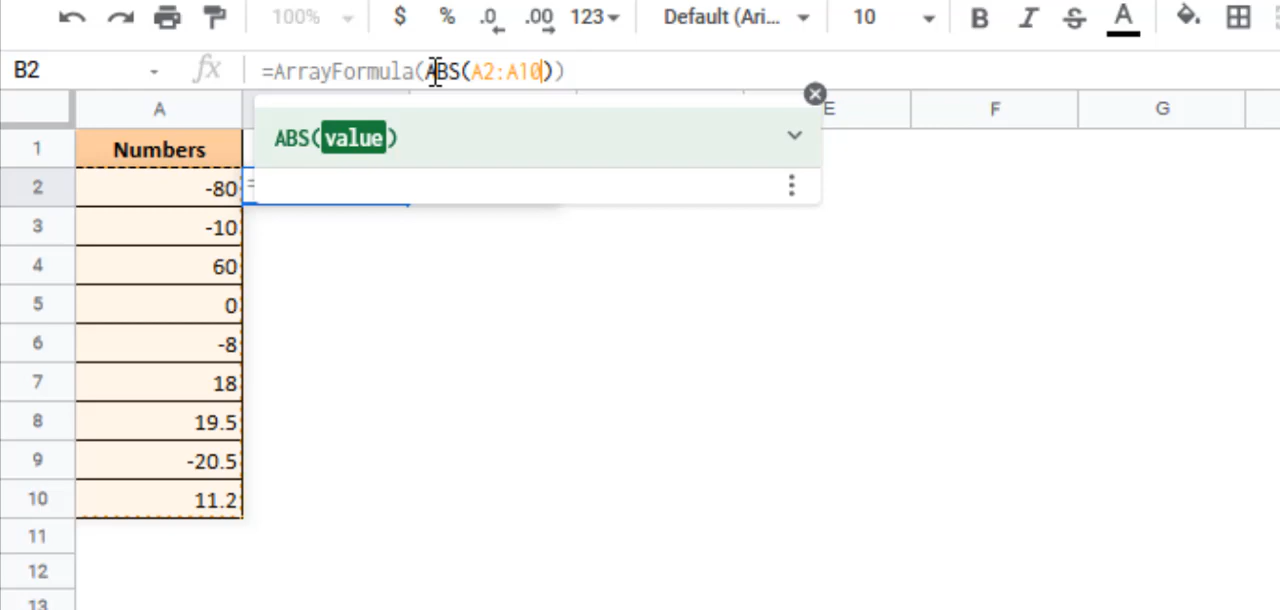 100% $ % .0 .00 123 Default (Ari... 10 B I S A
B2 fx =ArrayFormula(ABS(A2:A10))
A E F G
ABS(value)
1 Numbers
2 -80 =
3 -10
4 60
5 0
6 -8
7 18
8 19.5
9 -20.5
10 11.2
11
12
13